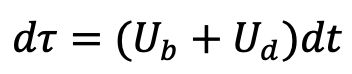 dτ = (U_b + U_d)dt